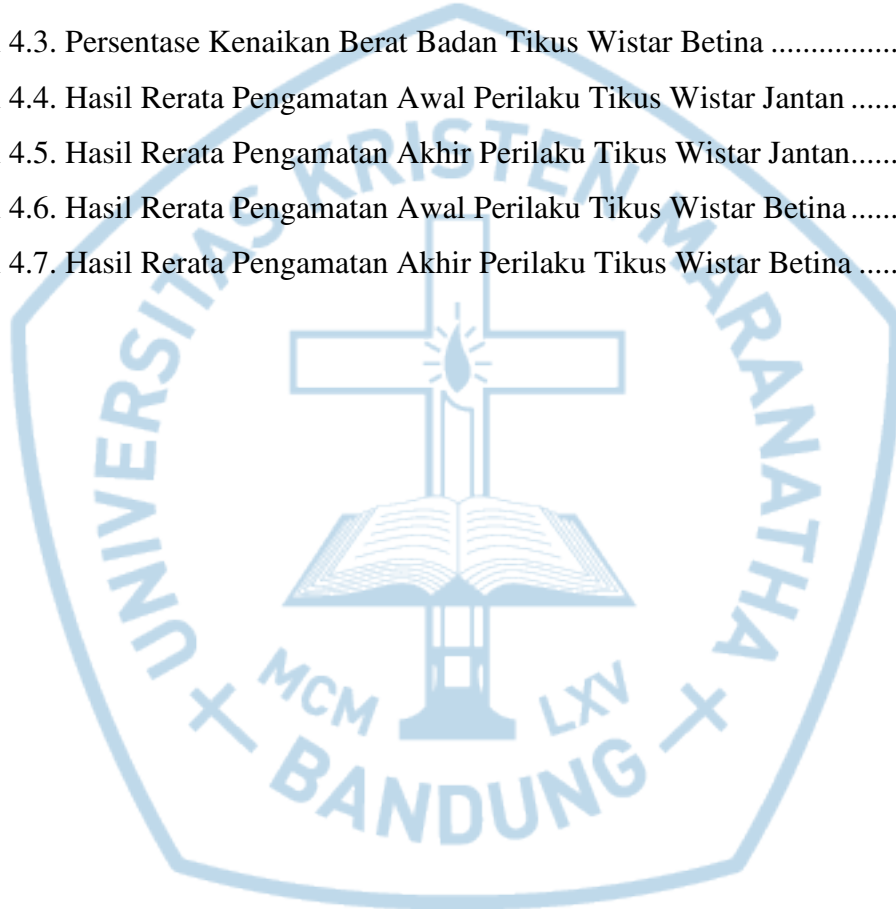 4.3. Persentase Kenaikan Berat Badan Tikus Wistar Betina ................
4.4. Hasil Rerata Pengamatan Awal Perilaku Tikus Wistar Jantan ......
4.5. Hasil Rerata Pengamatan Akhir Perilaku Tikus Wistar Jantan......
4.6. Hasil Rerata Pengamatan Awal Perilaku Tikus Wistar Betina ......
4.7. Hasil Rerata Pengamatan Akhir Perilaku Tikus Wistar Betina .....
UNIVERSITAS KRISTEN MARANATHA
MCM LXV
BANDUNG